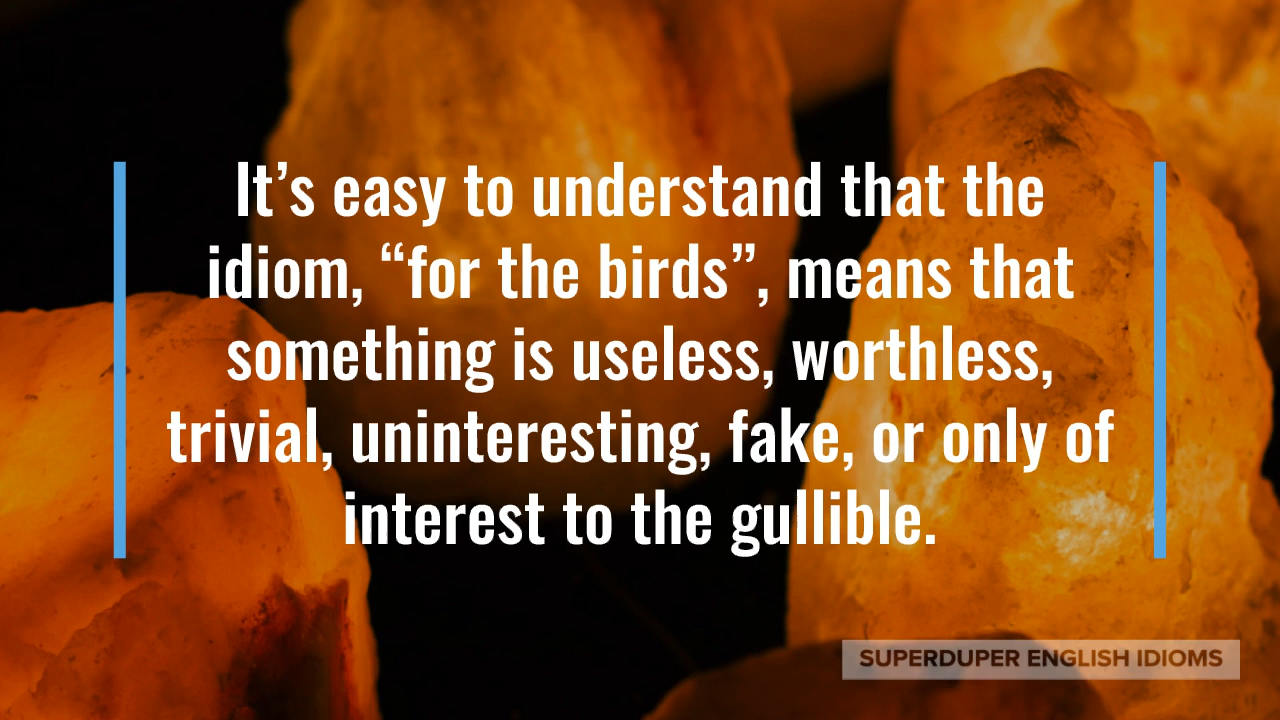 It’s easy to understand that the
idiom, “for the birds”, means that
something is useless, worthless,
trivial, uninteresting, fake, or only of
interest to the gullible.
SUPERDUPER ENGLISH IDIOMS